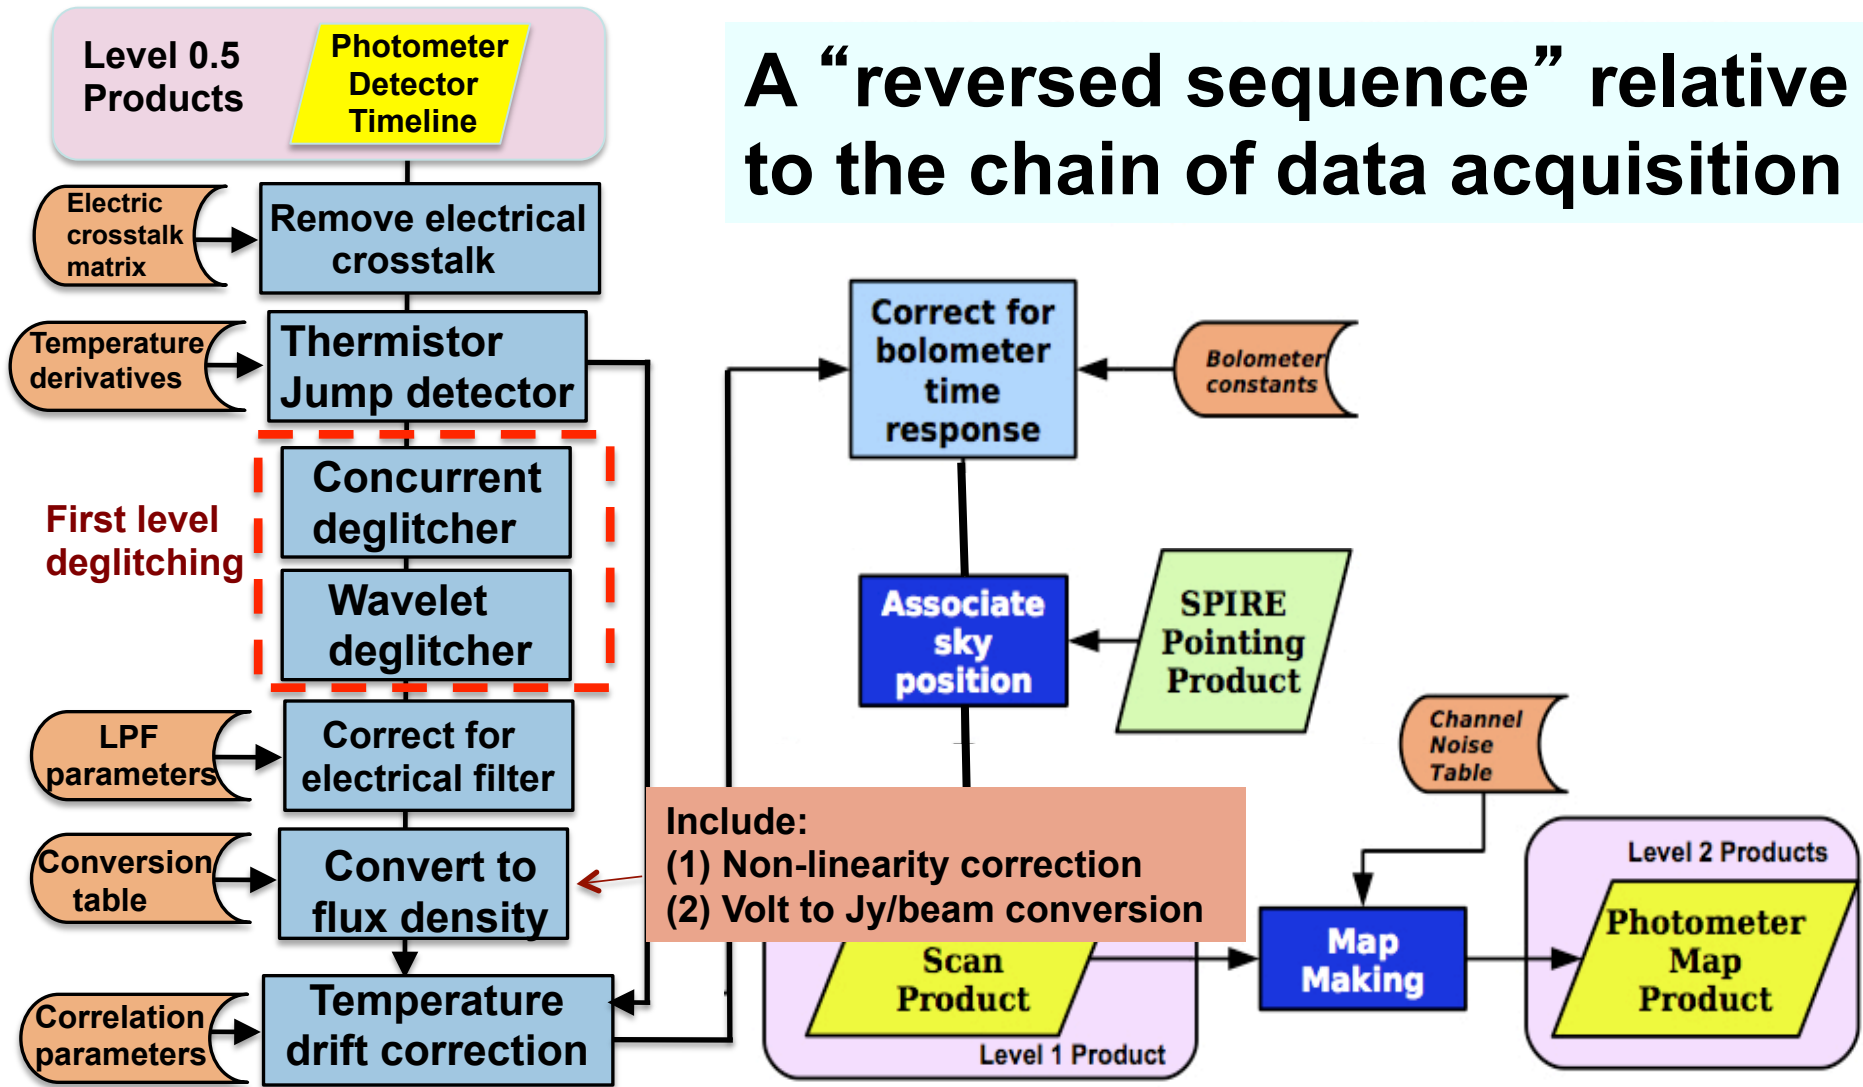 Level 0.5
Products
Photometer
Detector
Timeline
A “reversed sequence” relative
to the chain of data acquisition
Electric
crosstalk
matrix
Remove electrical
crosstalk
Temperature
derivatives
Thermistor
Jump detector
First level
deglitching
Concurrent
deglitcher
Wavelet
deglitcher
LPF
parameters
Correct for
electrical filter
Conversion
table
Convert to
flux density
Correlation
parameters
Temperature
drift correction
Correct for
bolometer
time
response
Bolometer
constants
Associate
sky
position
SPIRE
Pointing
Product
Include:
(1) Non-linearity correction
(2) Volt to Jy/beam conversion
Scan
Product
Level 1 Product
Channel
Noise
Table
Map
Making
Level 2 Products
Photometer
Map
Product